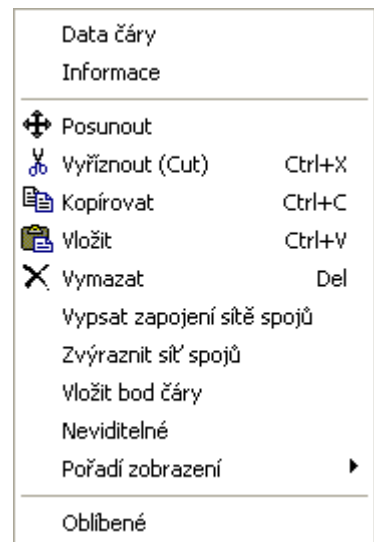 Data čáry
Informace
Posunout
Vyříznout (Cut) Ctrl+X
Kopírovat Ctrl+C
Vložit Ctrl+V
Vymazat Del
Vypsat zapojení sítě spojů
Zvýraznit síť spojů
Vložit bod čáry
Neviditelné
Pořadí zobrazení
Oblíbené